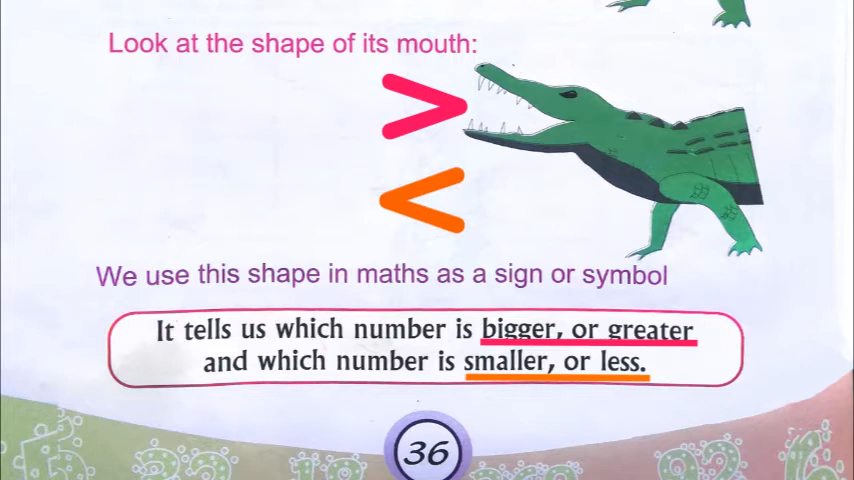 Look at the shape of its mouth:
>
<
We use this shape in maths as a sign or symbol
It tells us which number is bigger, or greater
and which number is smaller, or less.
36